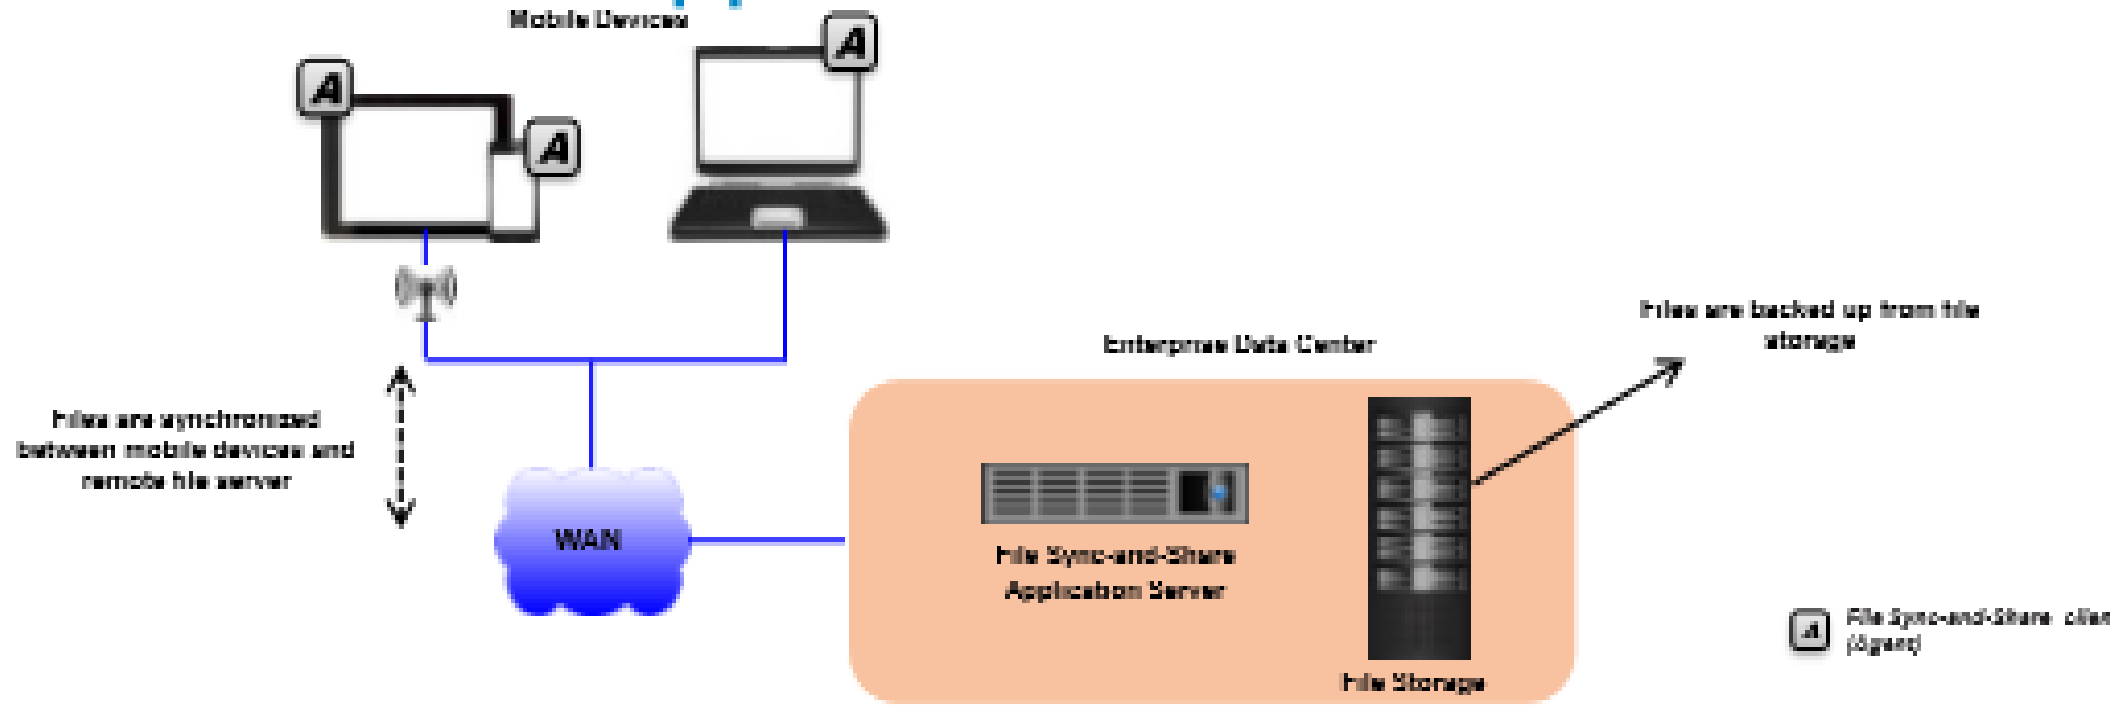 Mobile Devices
A
A
A
Files are backed up from file
storage
Enterprise Data Center
Files are synchronized
between mobile devices and
remote file server
WAN
File Sync-and-Share
Application Server
File Storage
A
File Sync-and-Share clien
(Agent)